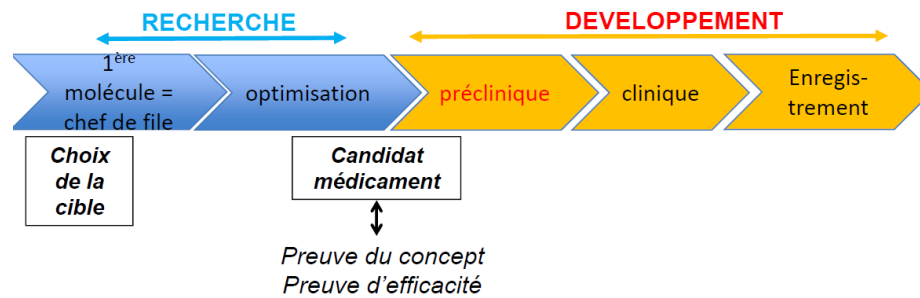 RECHERCHE
DEVELOPPEMENT
1ère
molécule =
chef de file
optimisation
préclinique
clinique
Enregis-
trement
Choix
de la
cible
Candidat
médicament
Preuve du concept
Preuve d'efficacité